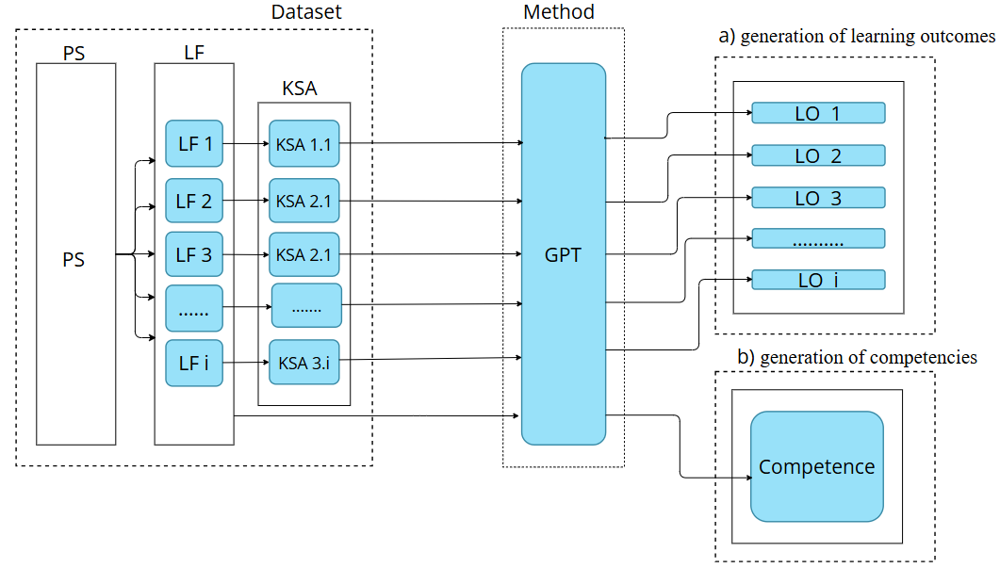 Dataset
Method
a) generation of learning outcomes
PS
LF
KSA
PS
LF 1
LF 2
LF 3
......
LF i
KSA 1.1
KSA 2.1
KSA 2.1
.......
KSA 3.i
GPT
LO 1
LO 2
LO 3
..........
LO i
b) generation of competencies
Competence